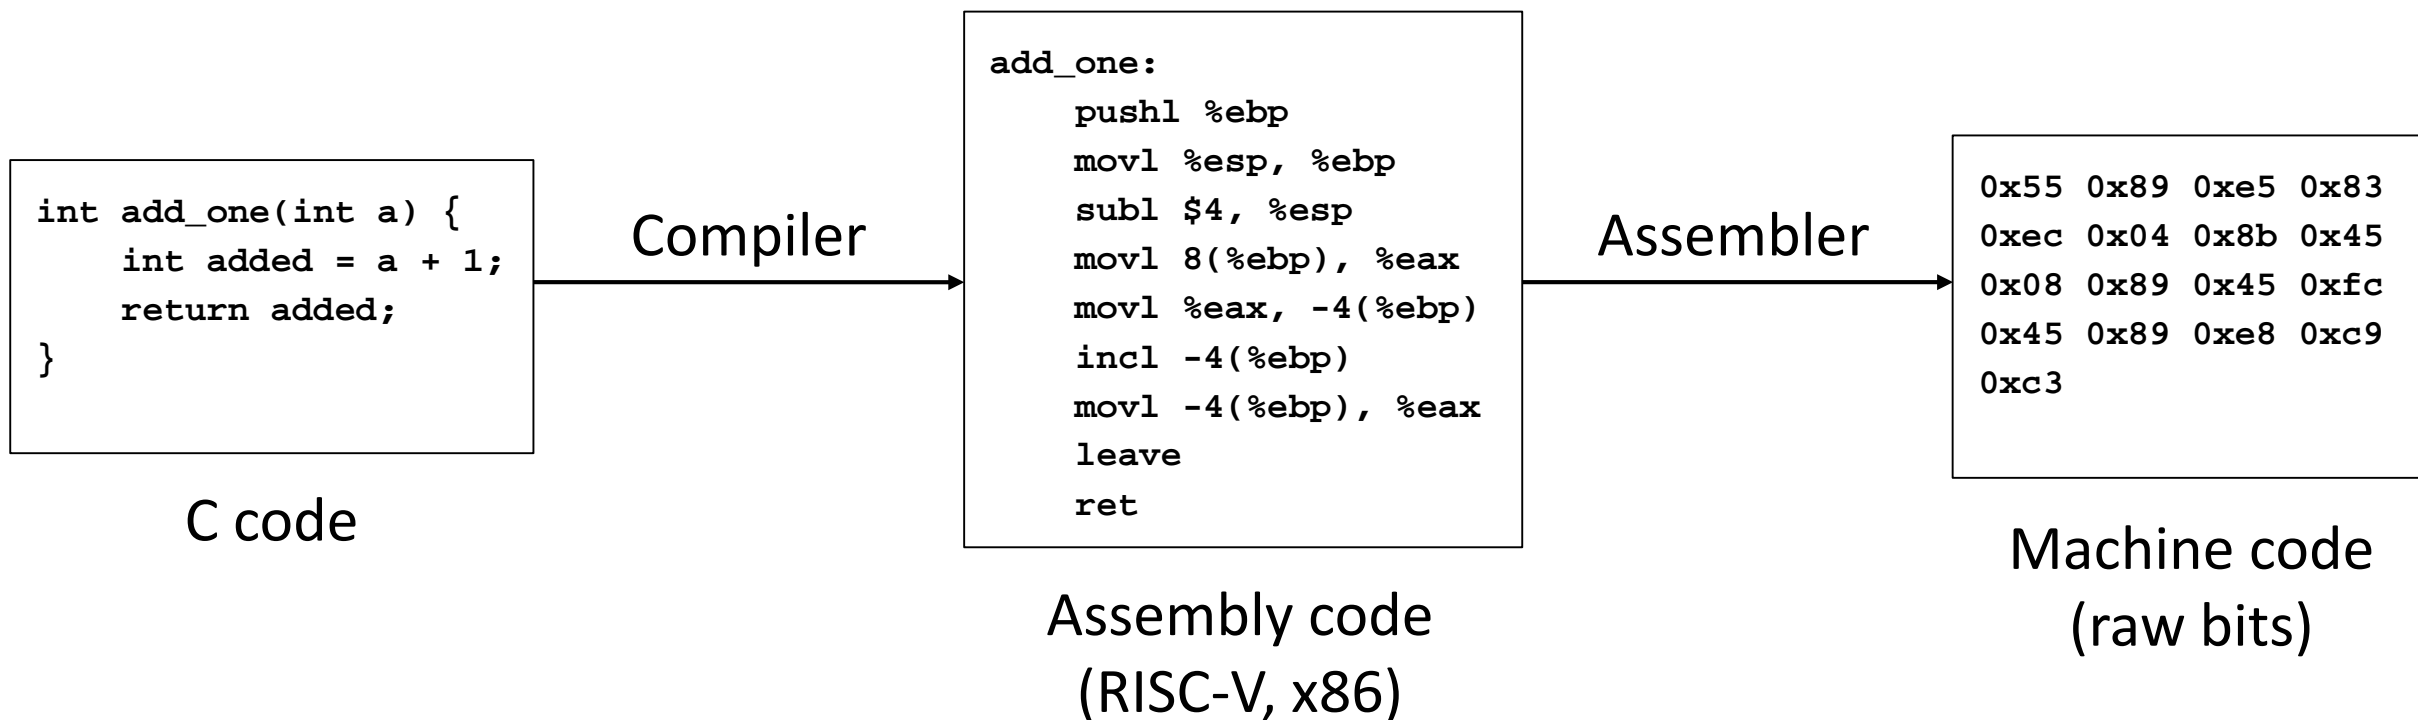 int add_one(int a) {
    int added = a + 1;
    return added;
}
C code
Compiler
add_one:
    pushl %ebp
    movl %esp, %ebp
    subl $4, %esp
    movl 8(%ebp), %eax
    movl %eax, -4(%ebp)
    incl -4(%ebp)
    movl -4(%ebp), %eax
    leave
    ret
Assembly code
(RISC-V, x86)
Assembler
0x55 0x89 0xe5 0x83
0xec 0x04 0x8b 0x45
0x08 0x89 0x45 0xfc
0x45 0x89 0xe8 0xc9
0xc3
Machine code
(raw bits)